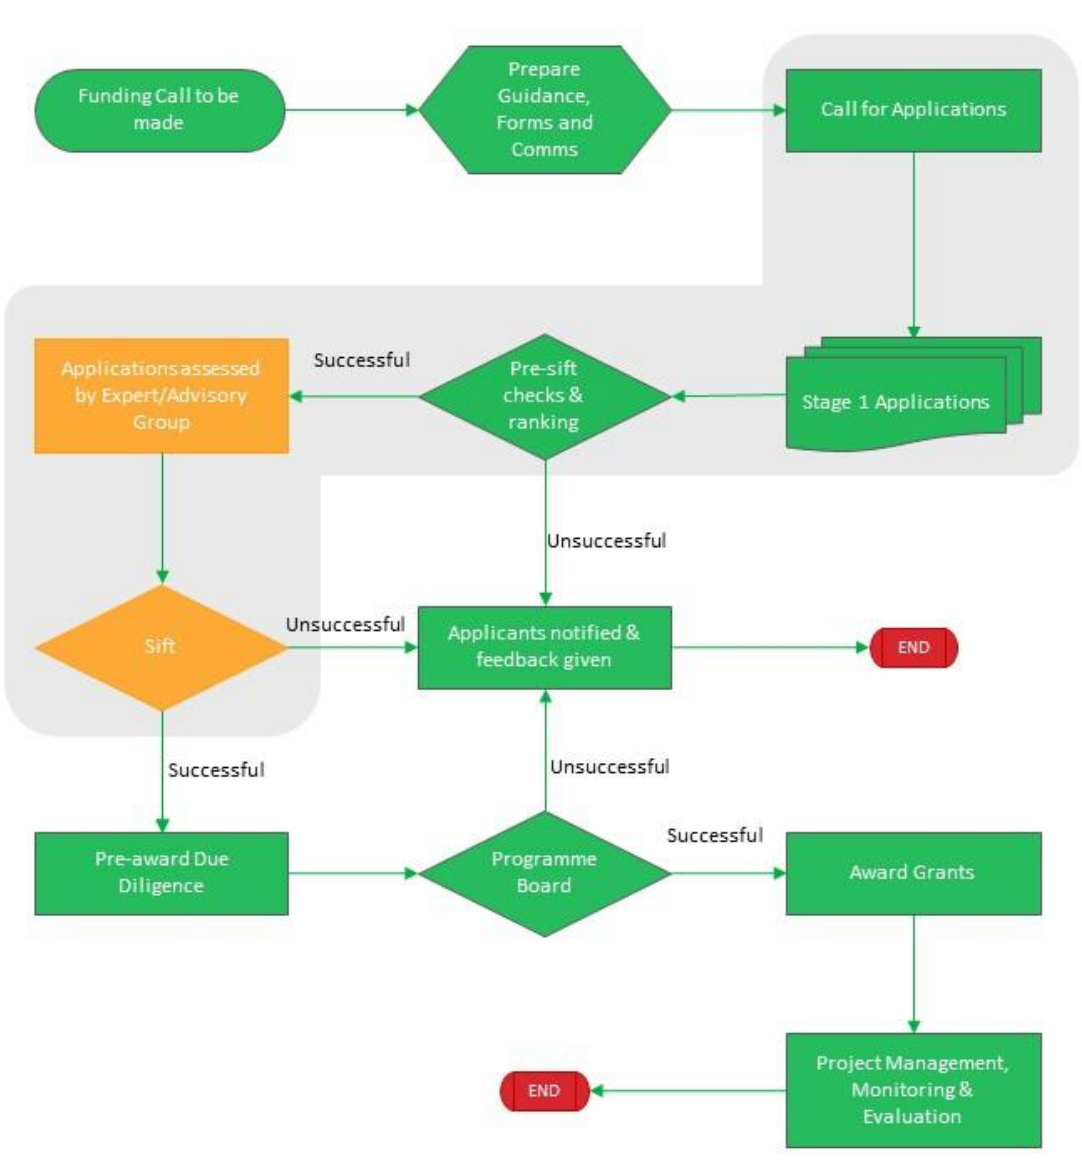 Funding Call to be
made
Prepare
Guidance,
Forms and
Comms
Call for Applications
Applications assessed
by Expert/Advisory
Group
Successful
Pre-sift
checks &
ranking
Stage 1 Applications
Unsuccessful
Sift
Unsuccessful
Applicants notified &
feedback given
END
Successful
Unsuccessful
Pre-award Due
Diligence
Programme
Board
Successful
Award Grants
Project Management,
Monitoring &
Evaluation
END